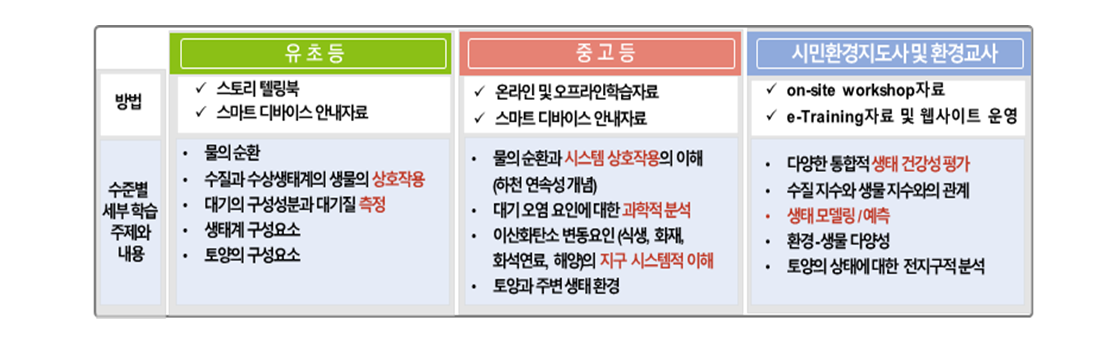 유초등
중고등
시민환경지도사 및 환경교사
방법
✓ 스토리 텔링북
✓ 스마트 디바이스 안내자료
✓ 온라인 및 오프라인학습자료
✓ 스마트 디바이스 안내자료
✓ on-site workshop자료
✓ e-Training자료 및 웹사이트 운영
수준별
세부 학습
주제와
내용
• 물의 순환
• 수질과 수상생태계의 생물의 상호작용
• 대기의 구성성분과 대기질 측정
• 생태계 구성요소
• 토양의 구성요소
• 물의 순환과 시스템 상호작용의 이해
(하천 연속성 개념)
• 대기 오염 요인에 대한 과학적 분석
• 이산화탄소 변동요인 (식생, 화재,
화석연료, 해양)의 지구 시스템적 이해
• 토양과 주변 생태 환경
• 다양한 통합적 생태 건강성 평가
• 수질 지수와 생물 지수와의 관계
• 생태 모델링 / 예측
• 환경-생물 다양성
• 토양의 상태에 대한 전지구적 분석